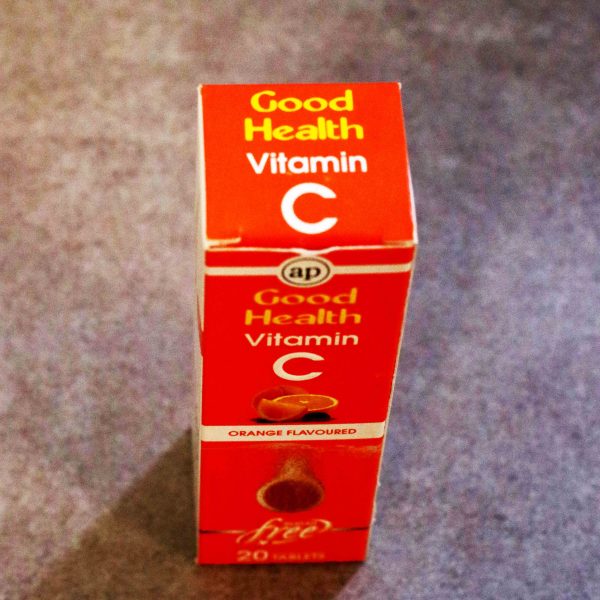 Good
Health
Vitamin
C
ap
Good
Health
Vitamin
C
ORANGE FLAVOURED
free
20 TABLETS